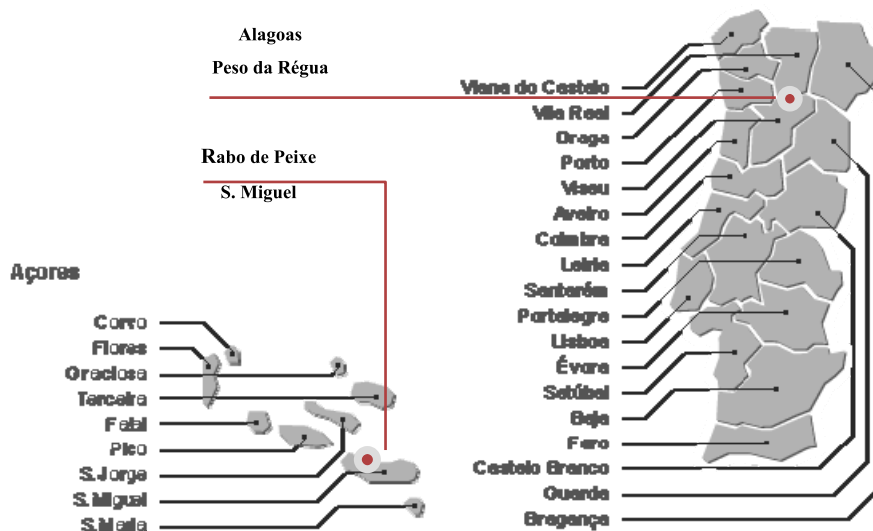 Alagoas
Peso da Régua
Rabo de Peixe
S. Miguel
Viana do Castelo
Vila Real
Braga
Porto
Viseu
Aveiro
Coimbra
Leiria
Santarém
Portalegre
Lisboa
Évora
Setúbal
Beja
Faro
Castelo Branco
Guarda
Bragança
Açores
Corvo
Flores
Graciosa
Terceira
Faial
Pico
S. Jorge
S. Miguel
S. Maria